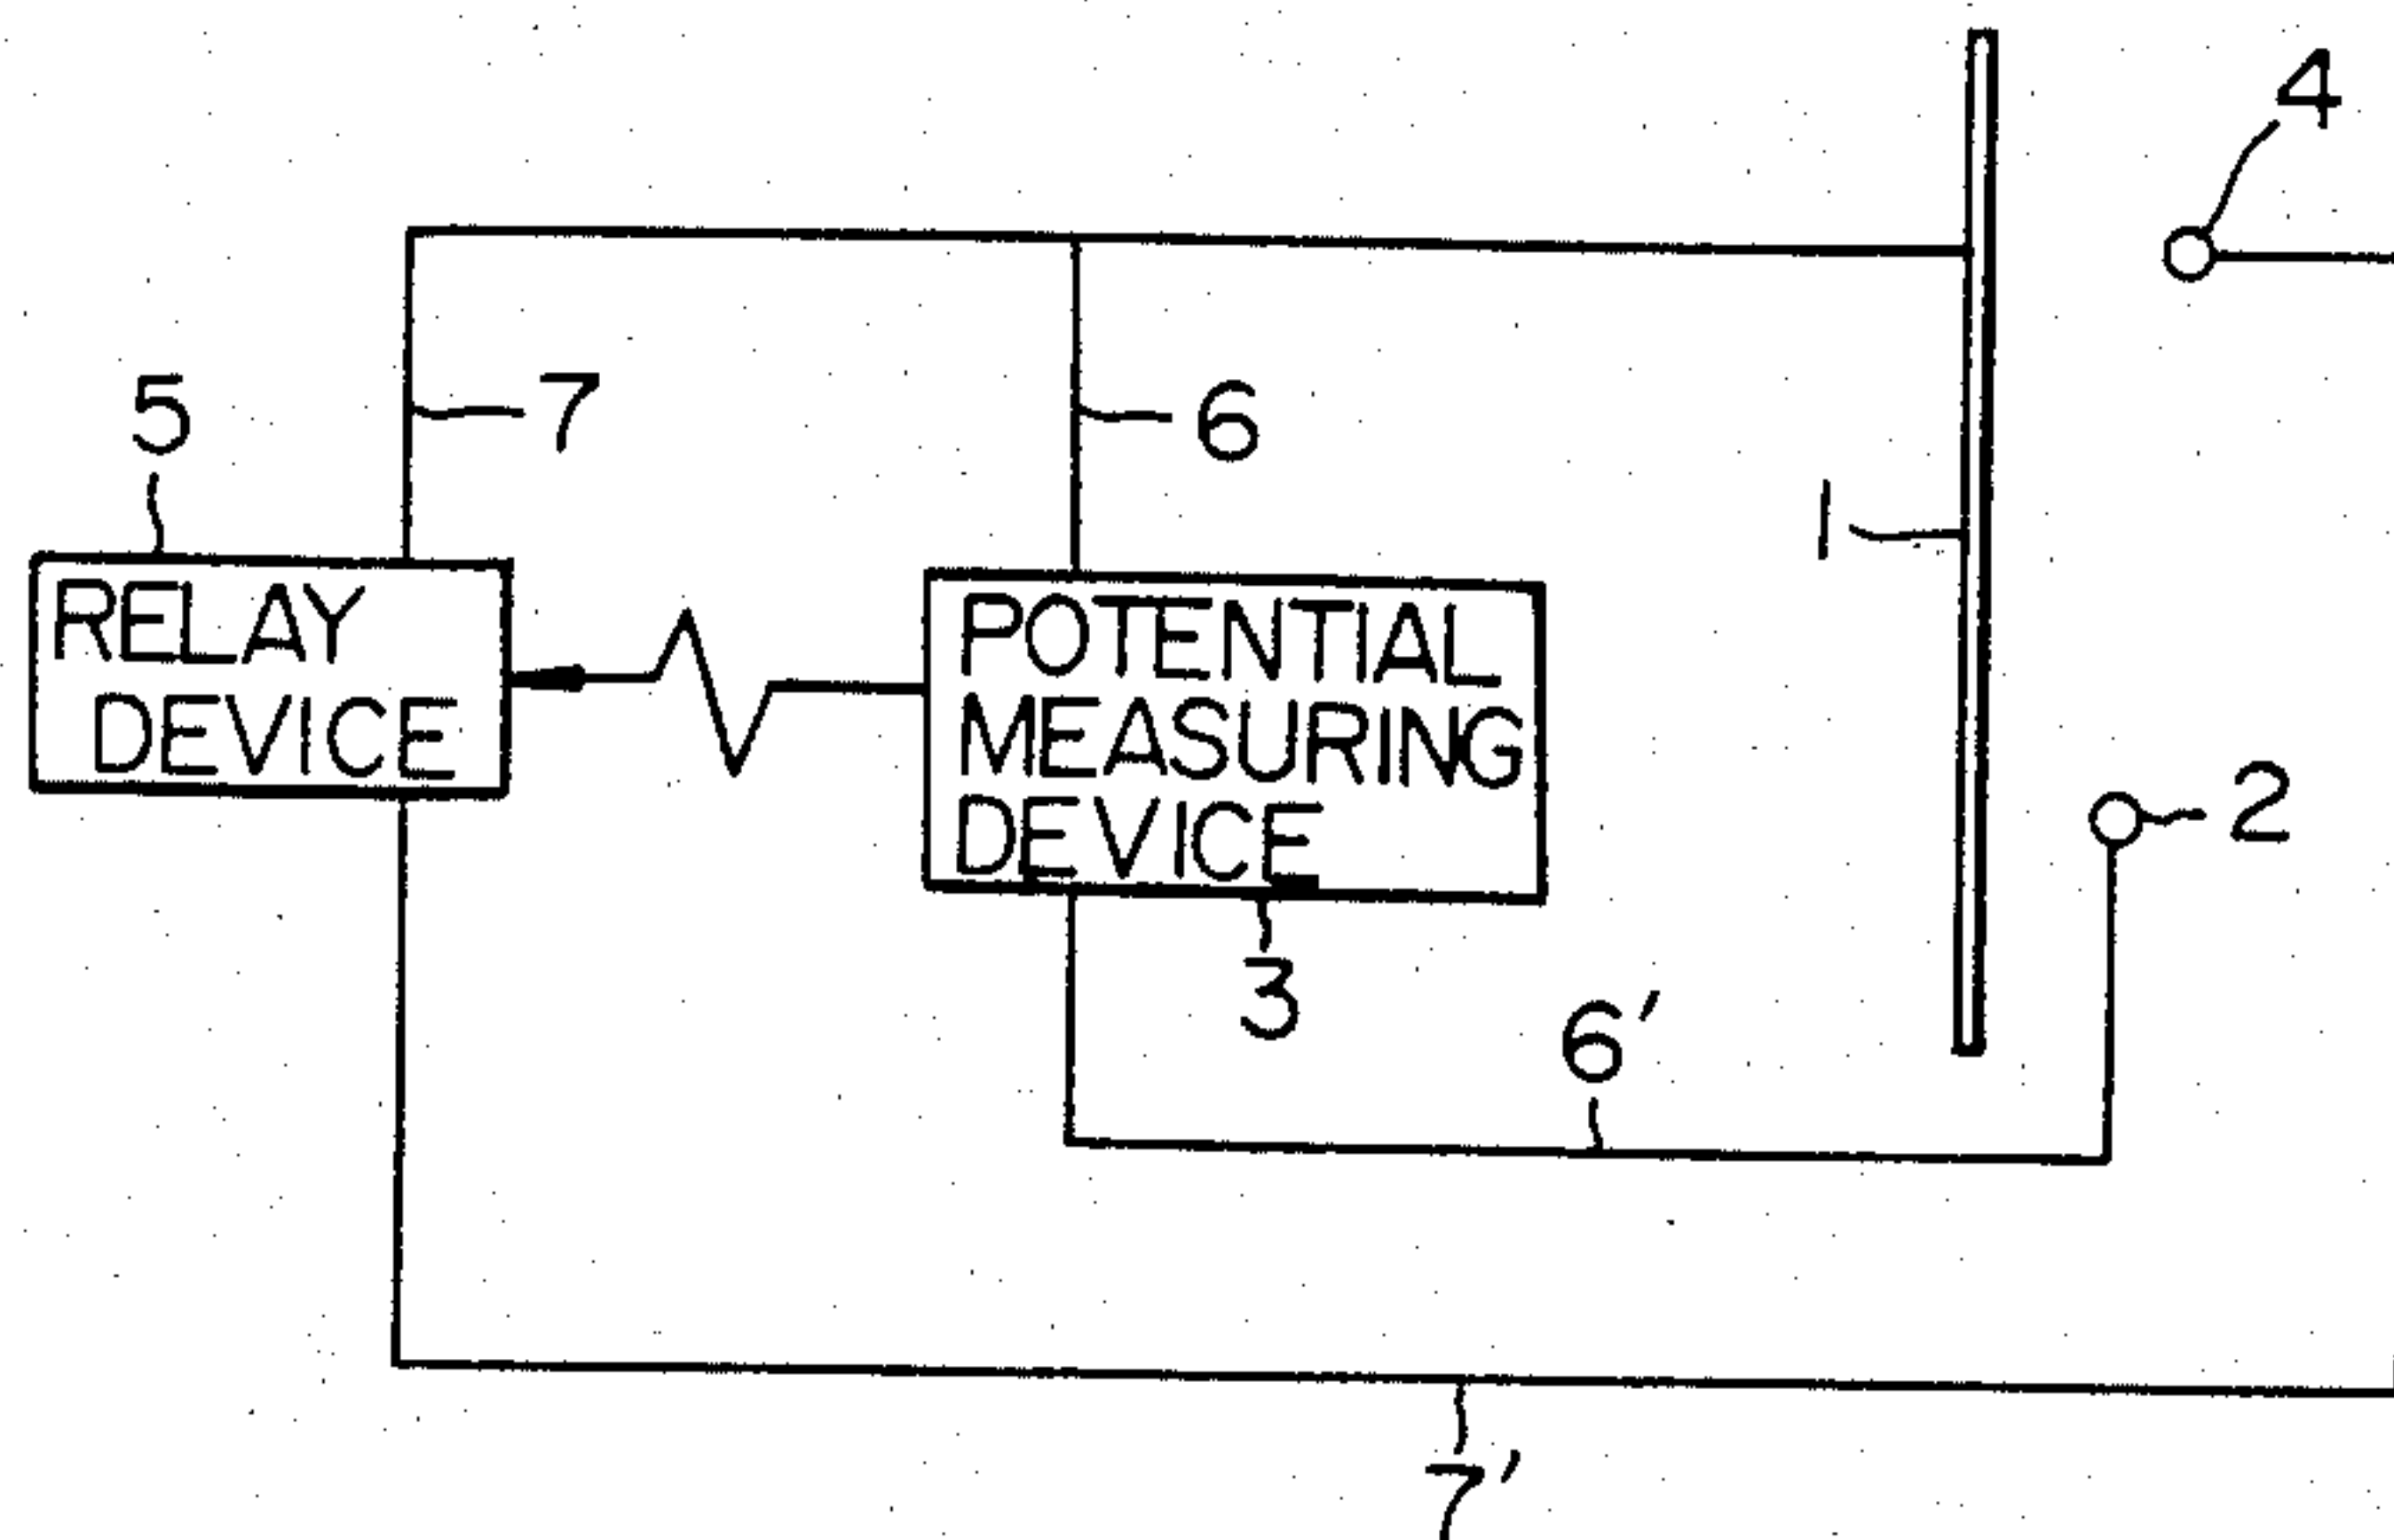 4
5
7
6
1
RELAY
DEVICE
POTENTIAL
MEASURING
DEVICE
2
3
6'
7'